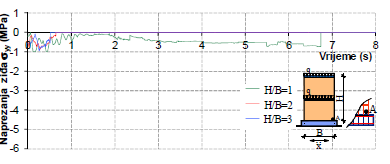 1
0
-1
-2
-3
-4
-5
-6
Naprezanja zida σyy (MPa)
0 1 2 3 4 5 6 7 8
Vrijeme (s)
H/B=1
H/B=2
H/B=3
H
A
B
ẍ
A